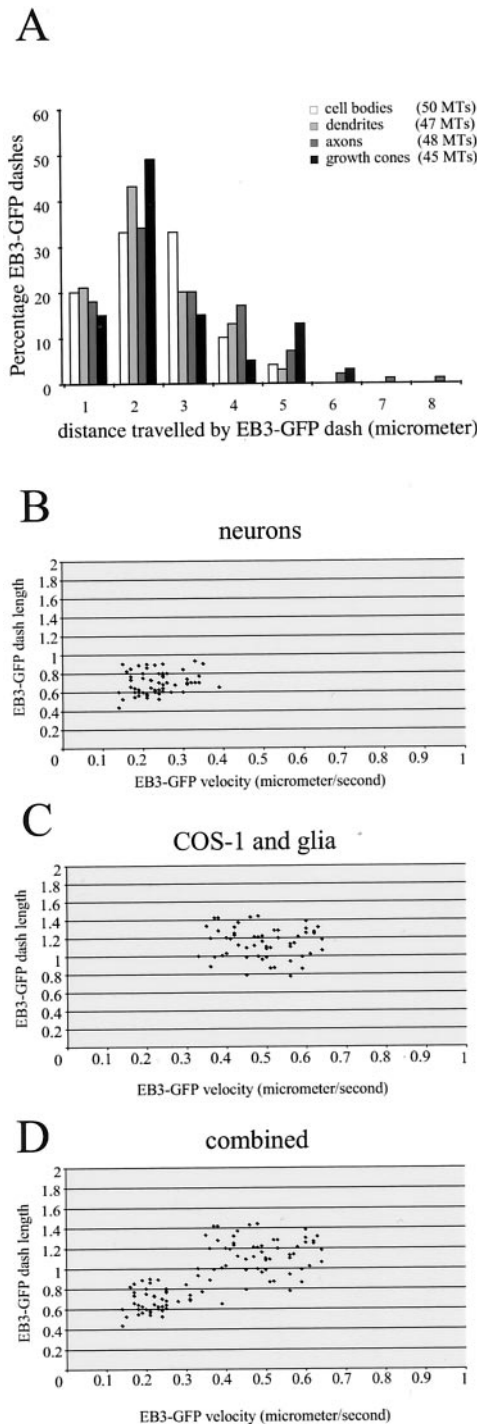 A
Percentage EB3-GFP dashes
60
50
40
30
20
10
0
cell bodies (50 MTs)
dendrites (47 MTs)
axons (48 MTs)
growth cones (45 MTs)
1 2 3 4 5 6 7 8
distance travelled by EB3-GFP dash (micrometer)
B
neurons
EB3-GFP dash length
2
1.8
1.6
1.4
1.2
1
0.8
0.6
0.4
0.2
0 0.1 0.2 0.3 0.4 0.5 0.6 0.7 0.8 0.9 1
EB3-GFP velocity (micrometer/second)
C
COS-1 and glia
EB3-GFP dash length
2
1.8
1.6
1.4
1.2
1
0.8
0.6
0.4
0.2
0 0.1 0.2 0.3 0.4 0.5 0.6 0.7 0.8 0.9 1
EB3-GFP velocity (micrometer/second)
D
combined
EB3-GFP dash length
2
1.8
1.6
1.4
1.2
1
0.8
0.6
0.4
0.2
0 0.1 0.2 0.3 0.4 0.5 0.6 0.7 0.8 0.9 1
EB3-GFP velocity (micrometer/second)